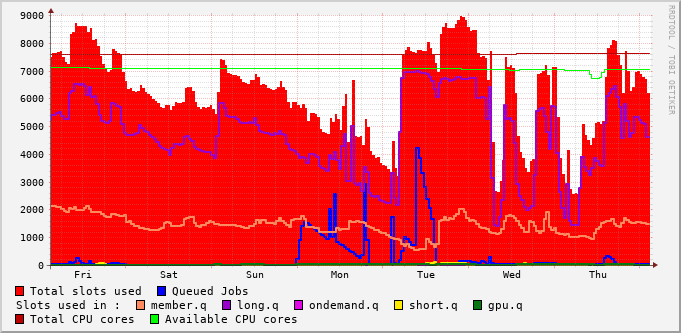 RRDTOOL / TOBI OETIKER
9000
8000
7000
6000
5000
4000
3000
2000
1000
0
Fri Sat Sun Mon Tue Wed Thu
Total slots used Queued Jobs
Slots used in : member.q long.q ondemand.q short.q gpu.q
Total CPU cores Available CPU cores